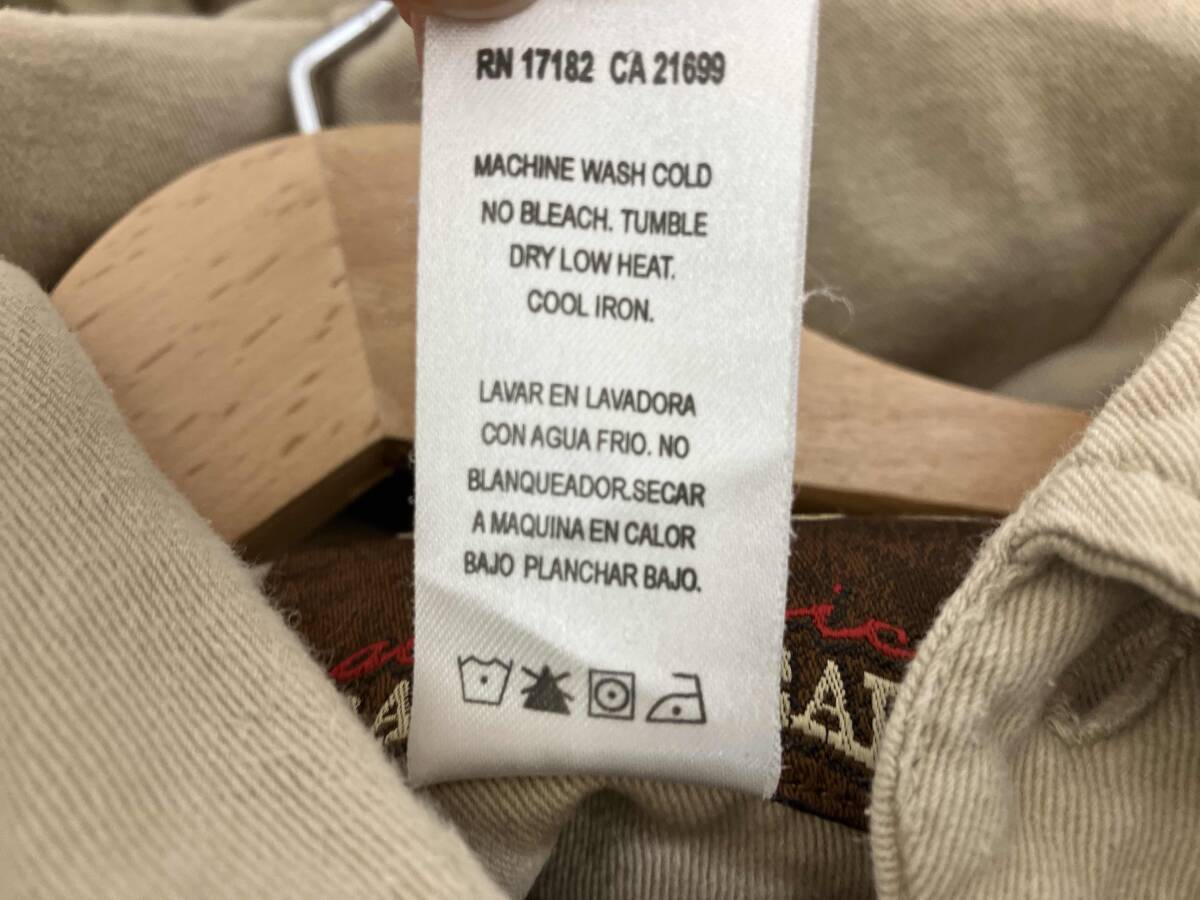 RN 17182 CA 21699
MACHINE WASH COLD
NO BLEACH. TUMBLE
DRY LOW HEAT.
COOL IRON.
LAVAR EN LAVADORA
CON AGUA FRIO. NO
BLANQUEADOR.SECAR
A MAQUINA EN CALOR
BAJO PLANCHAR BAJO.